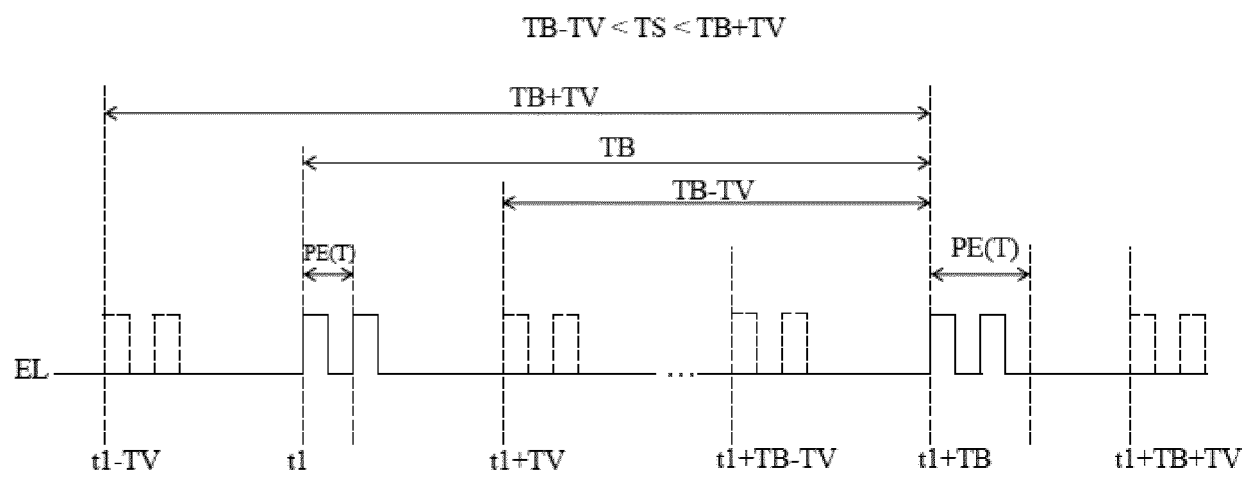 TB-TV < TS < TB+TV
TB+TV
TB
TB-TV
PE(T)
PE(T)
EL
...
t1-TV
t1
t1+TV
t1+TB-TV
t1+TB
t1+TB+TV